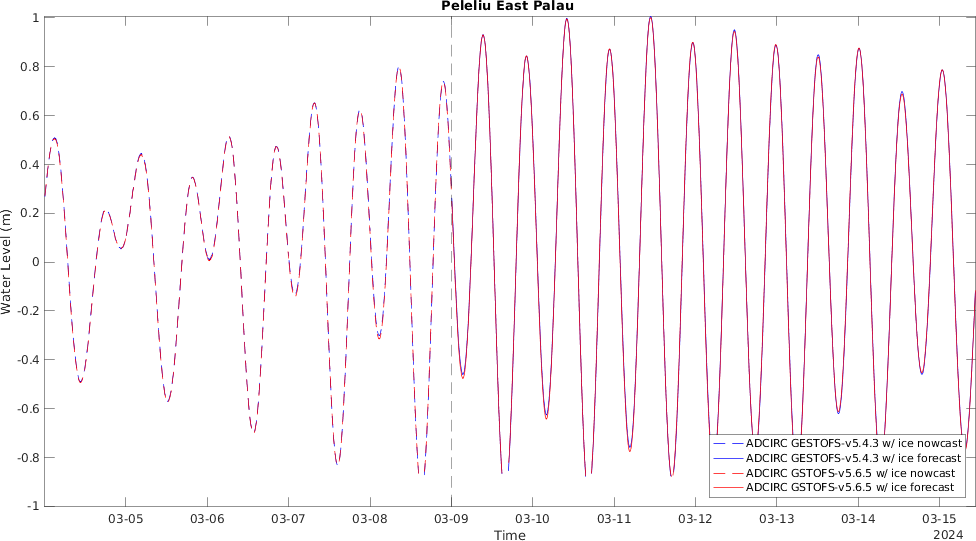 Peleliu East Palau
Water Level (m)
1
0.8
0.6
0.4
0.2
0
-0.2
-0.4
-0.6
-0.8
-1
ADCIRC GESTOFS-v5.4.3 w/ ice nowcast
ADCIRC GESTOFS-v5.4.3 w/ ice forecast
ADCIRC GSTOFS-v5.6.5 w/ ice nowcast
ADCIRC GSTOFS-v5.6.5 w/ ice forecast
03-05 03-06 03-07 03-08 03-09 03-10 03-11 03-12 03-13 03-14 03-15
Time
2024